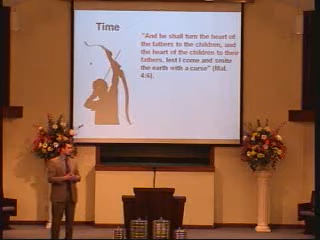 Time
"And he shall turn the heart of
the fathers to the children, and
the heart of the children to their
fathers, lest I come and smite
the earth with a curse" (Mal.
4:6).